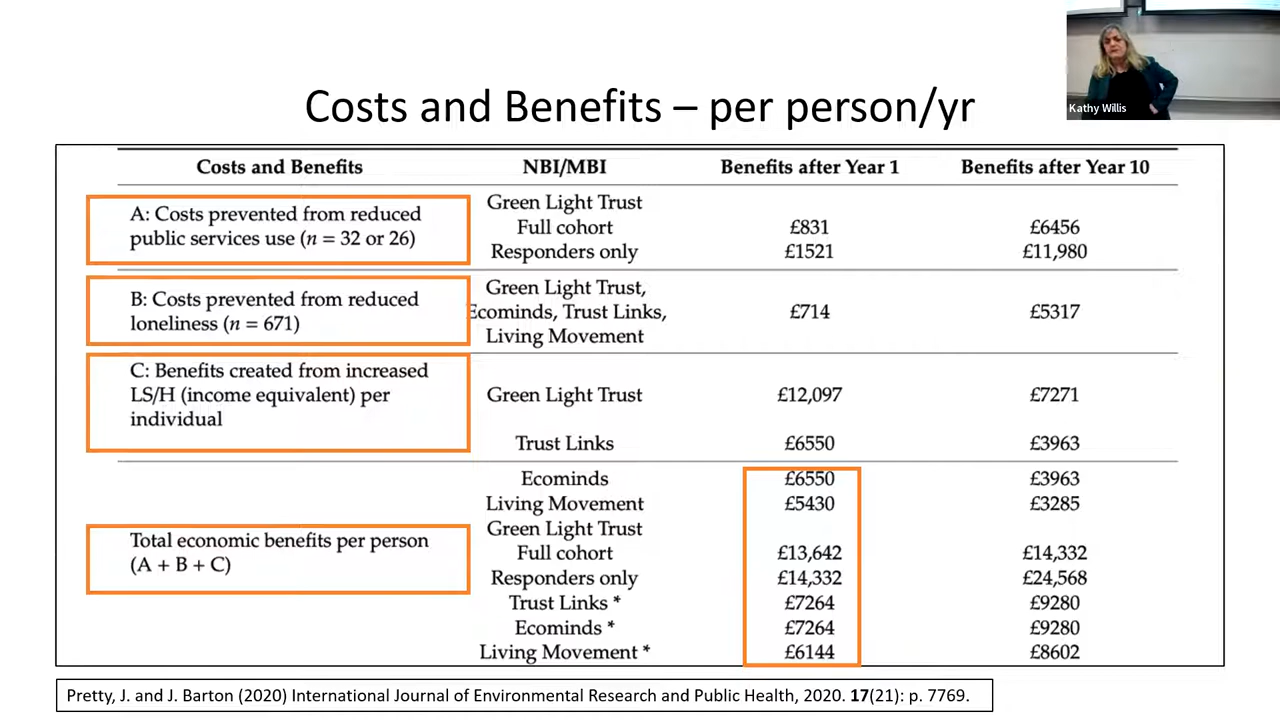 Kathy Willis
Costs and Benefits – per person/yr
Costs and Benefits NBI/MBI Benefits after Year 1 Benefits after Year 10
A: Costs prevented from reduced
public services use (n = 32 or 26)
Green Light Trust
Full cohort £831 £6456
Responders only £1521 £11,980
B: Costs prevented from reduced
loneliness (n = 671)
Green Light Trust,
Ecominds, Trust Links, £714 £5317
Living Movement
C: Benefits created from increased
LS/H (income equivalent) per
individual
Green Light Trust £12,097 £7271
Trust Links £6550 £3963
Ecominds £6550 £3963
Living Movement £5430 £3285
Total economic benefits per person
(A + B + C)
Green Light Trust
Full cohort £13,642 £14,332
Responders only £14,332 £24,568
Trust Links * £7264 £9280
Ecominds * £7264 £9280
Living Movement * £6144 £8602
Pretty, J. and J. Barton (2020) International Journal of Environmental Research and Public Health, 2020. 17(21): p. 7769.